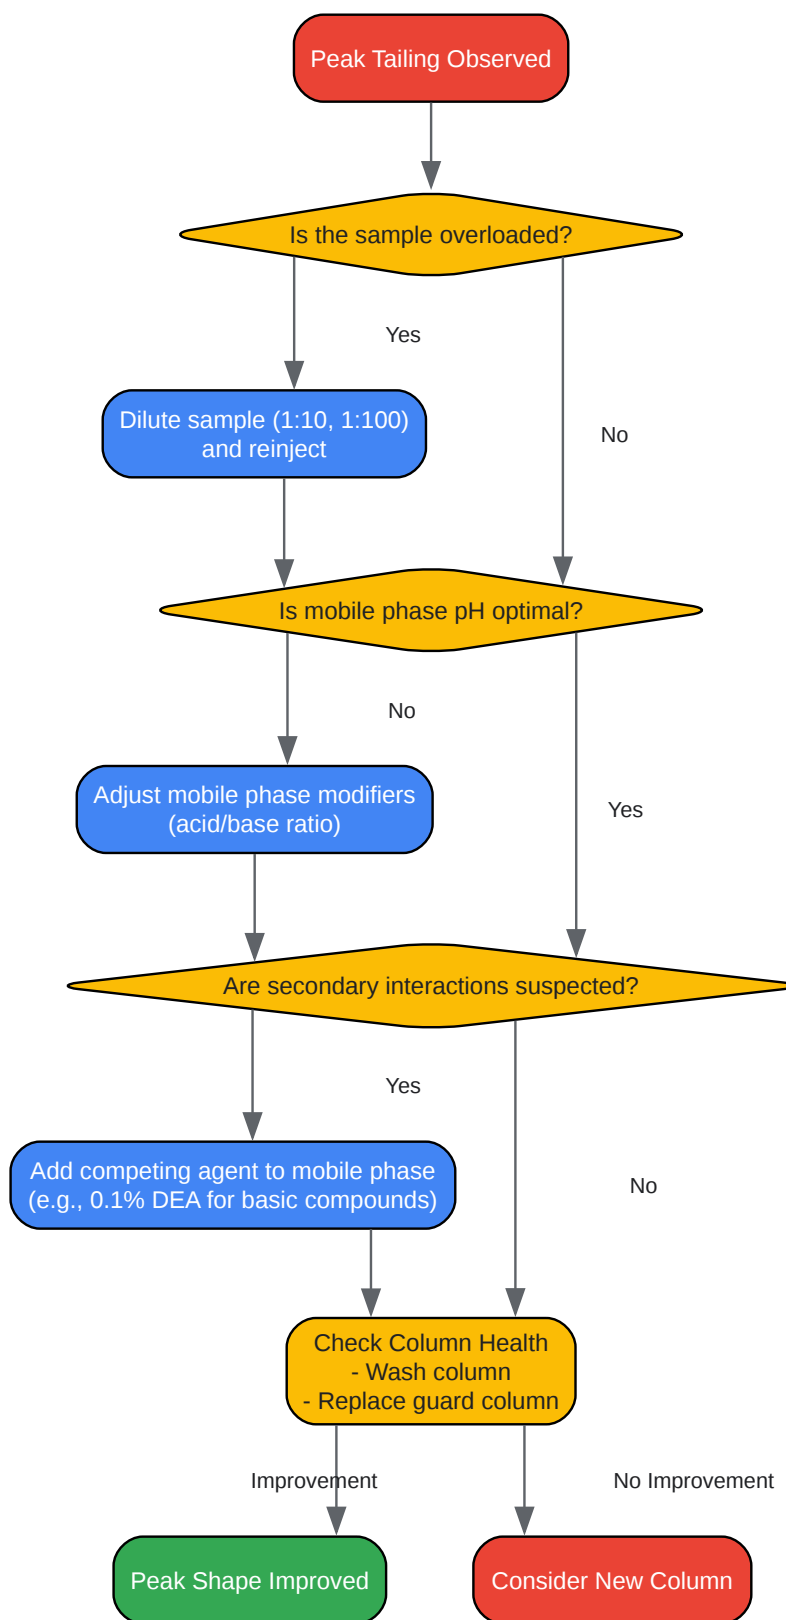 Peak Tailing Observed
Is the sample overloaded?
Yes
Dilute sample (1:10, 1:100)
and reinject
No
Is mobile phase pH optimal?
No
Adjust mobile phase modifiers
(acid/base ratio)
Yes
Are secondary interactions suspected?
Yes
Add competing agent to mobile phase
(e.g., 0.1% DEA for basic compounds)
No
Check Column Health
- Wash column
- Replace guard column
Improvement
No Improvement
Peak Shape Improved
Consider New Column